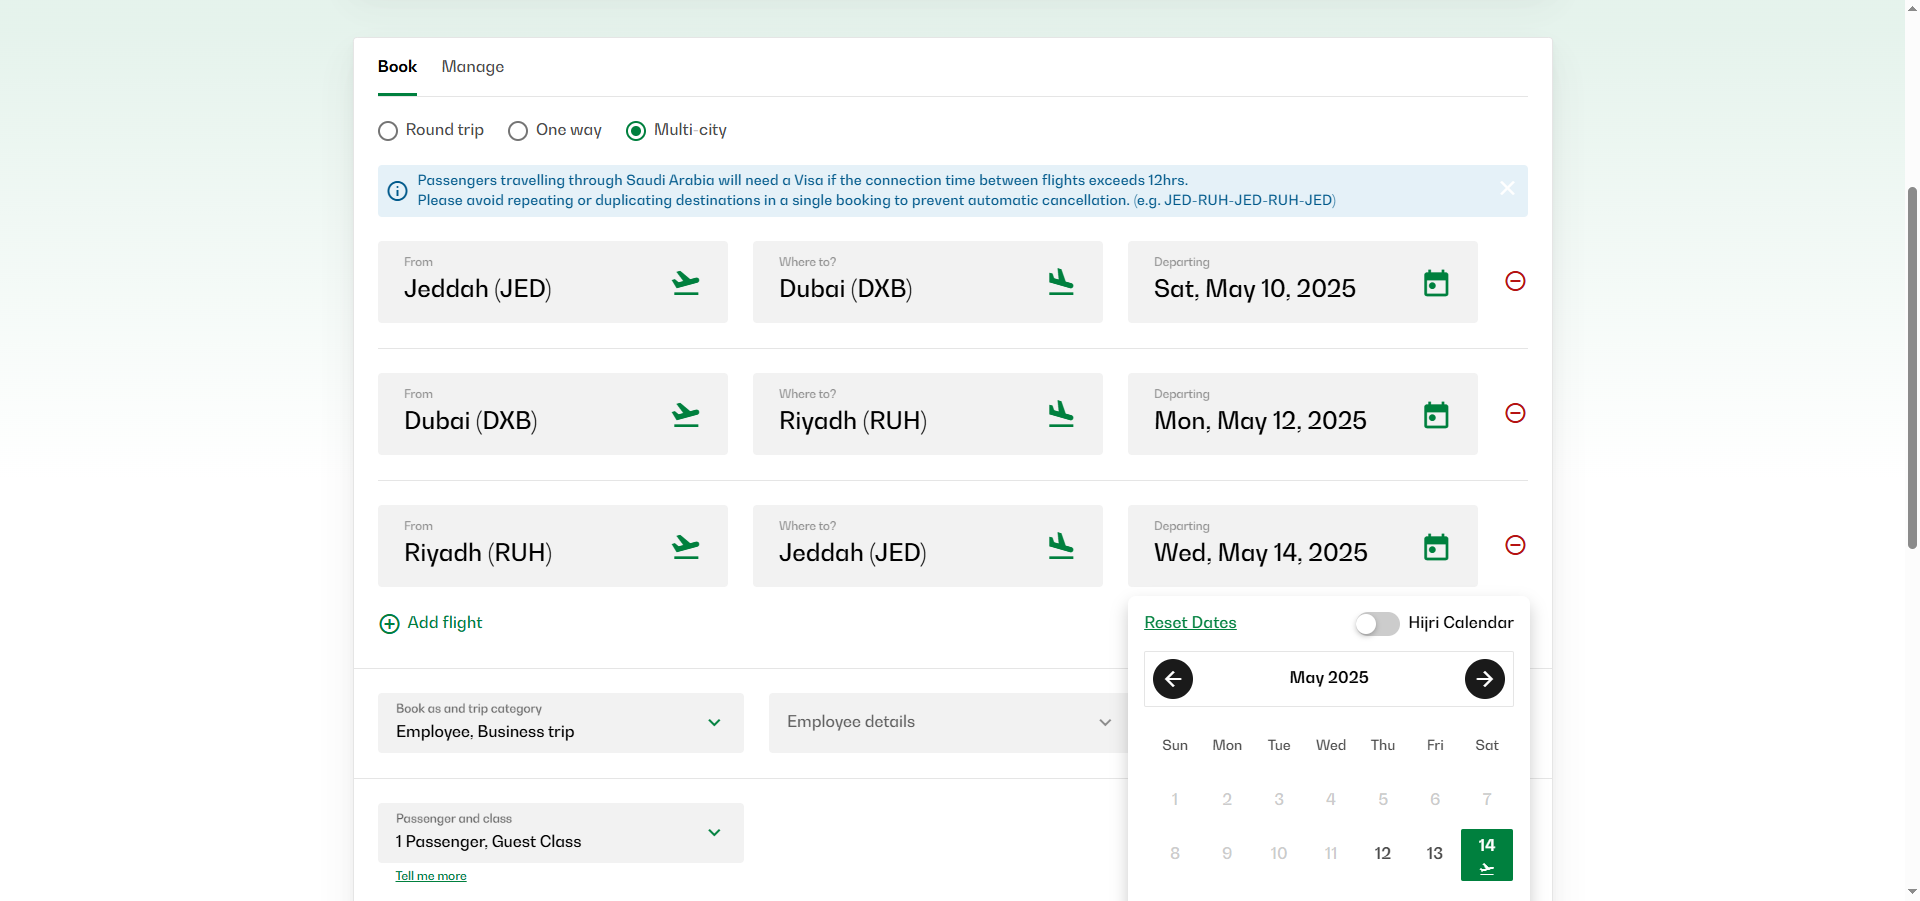 Book Manage
Round trip One way Multi-city
Passengers travelling through Saudi Arabia will need a Visa if the connection time between flights exceeds 12hrs.
Please avoid repeating or duplicating destinations in a single booking to prevent automatic cancellation. (e.g. JED-RUH-JED-RUH-JED)
From Where to? Departing
Jeddah (JED) Dubai (DXB) Sat, May 10, 2025
From Where to? Departing
Dubai (DXB) Riyadh (RUH) Mon, May 12, 2025
From Where to? Departing
Riyadh (RUH) Jeddah (JED) Wed, May 14, 2025
Add flight
Reset Dates Hijri Calendar
May 2025
Sun Mon Tue Wed Thu Fri Sat
1 2 3 4 5 6 7
8 9 10 11 12 13 14
Book as and trip category
Employee, Business trip
Employee details
Passenger and class
1 Passenger, Guest Class
Tell me more